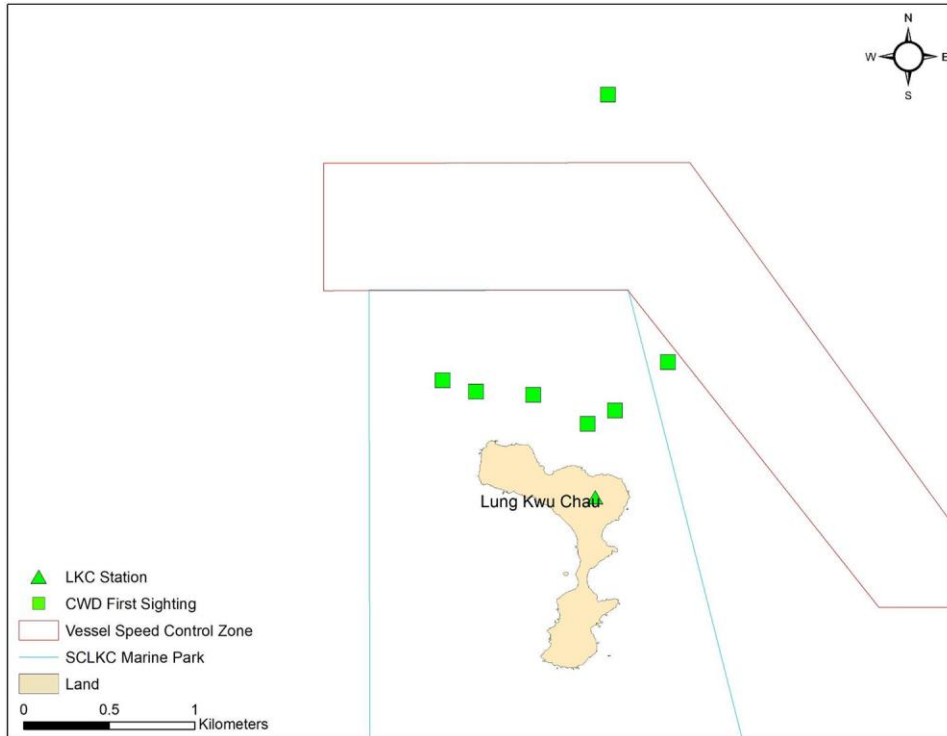 N
W E
S
Lung Kwu Chau
LKC Station
CWD First Sighting
Vessel Speed Control Zone
SCLKC Marine Park
Land
0 0.5 1
Kilometers